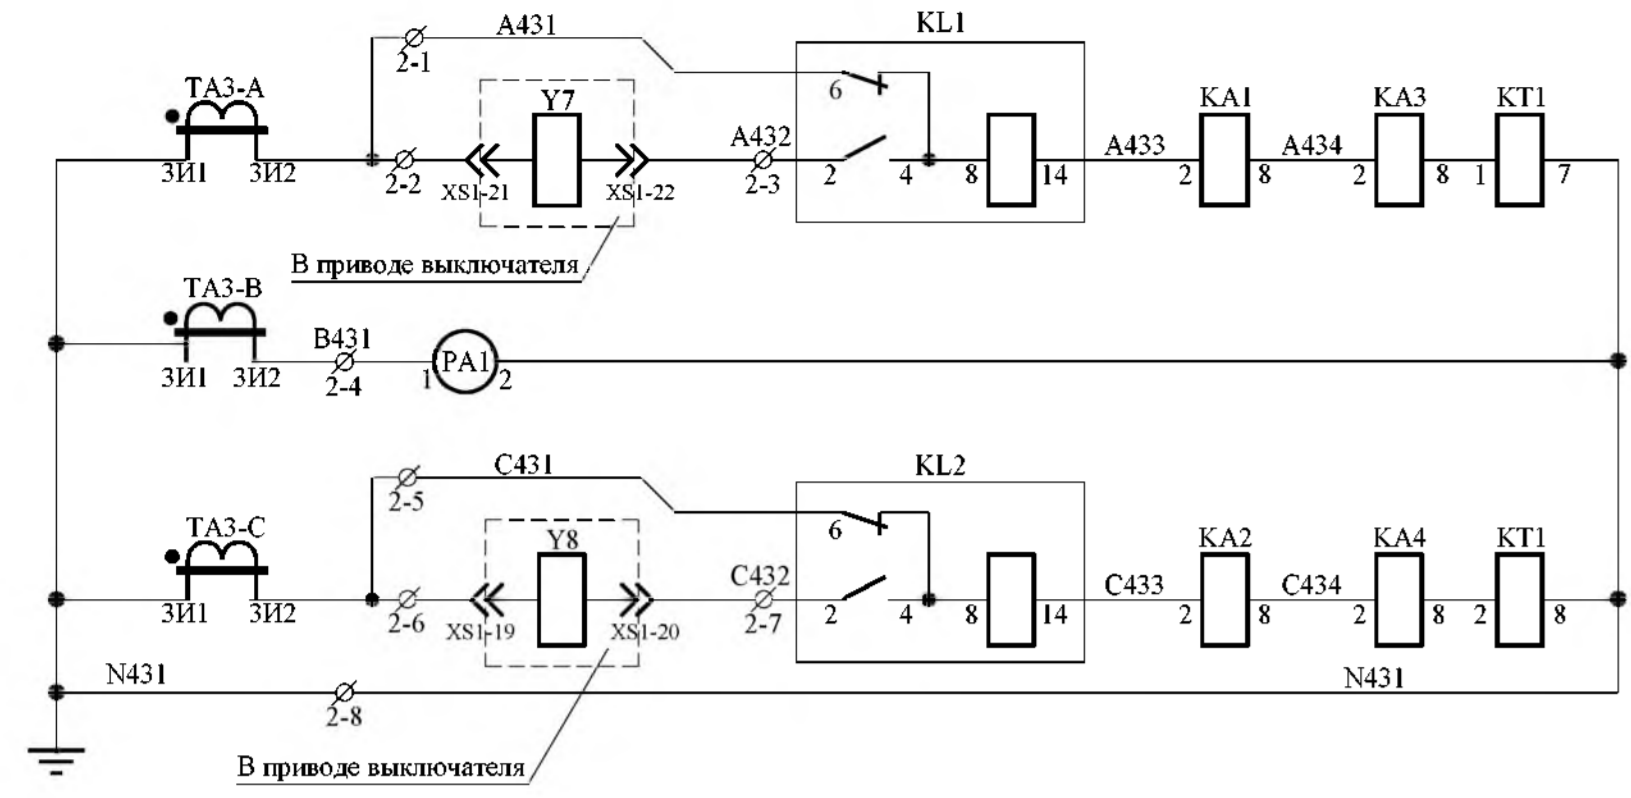 KL1
A431
2-1
TA3-A
Y7
6
KA1
KA3
KT1
A432
A433
A434
3И1
3И2
2-2
XS1-21
XS1-22
2-3
2
4
8
14
2
8
2
8
1
7
В приводе выключателя
TA3-B
B431
PA1
3И1
3И2
2-4
1
2
C431
KL2
2-5
TA3-C
Y8
6
KA2
KA4
KT1
C432
C433
C434
3И1
3И2
2-6
XS1-19
XS1-20
2-7
2
4
8
14
2
8
2
8
2
8
N431
N431
2-8
В приводе выключателя